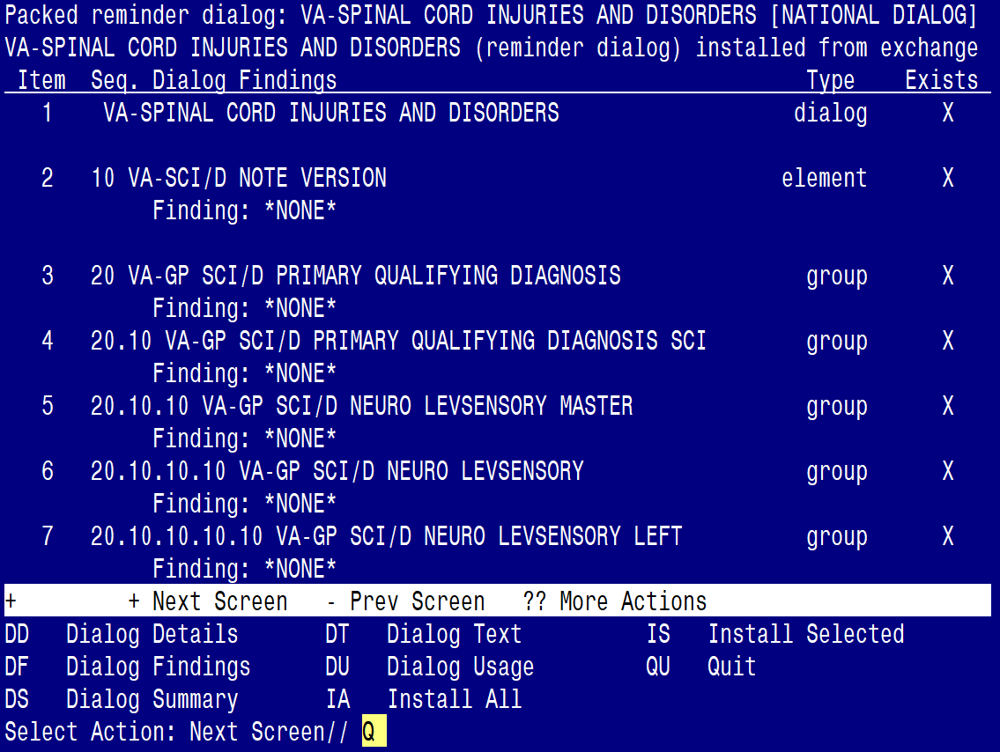 Packed reminder dialog: VA-SPINAL CORD INJURIES AND DISORDERS [NATIONAL DIALOG]
VA-SPINAL CORD INJURIES AND DISORDERS (reminder dialog) installed from exchange
Item Seq. Dialog Findings Type Exists
1 VA-SPINAL CORD INJURIES AND DISORDERS dialog X
2 10 VA-SCI/D NOTE VERSION element X
Finding: *NONE*
3 20 VA-GP SCI/D PRIMARY QUALIFYING DIAGNOSIS group X
Finding: *NONE*
4 20.10 VA-GP SCI/D PRIMARY QUALIFYING DIAGNOSIS SCI group X
Finding: *NONE*
5 20.10.10 VA-GP SCI/D NEURO LEVSENSORY MASTER group X
Finding: *NONE*
6 20.10.10.10 VA-GP SCI/D NEURO LEVSENSORY group X
Finding: *NONE*
7 20.10.10.10.10 VA-GP SCI/D NEURO LEVSENSORY LEFT group X
Finding: *NONE*
+ + Next Screen - Prev Screen ?? More Actions
DD Dialog Details DT Dialog Text IS Install Selected
DF Dialog Findings DU Dialog Usage QU Quit
DS Dialog Summary IA Install All
Select Action: Next Screen// Q